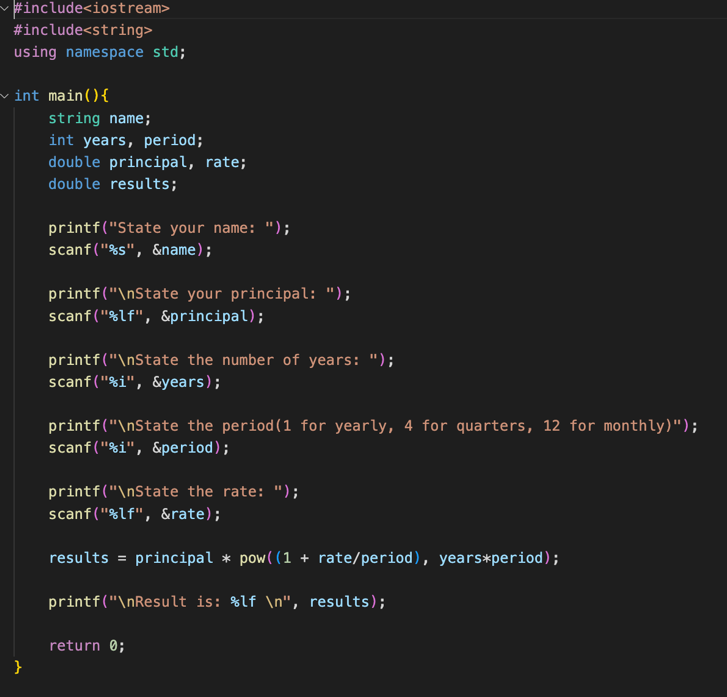 #include<iostream>
#include<string>
using namespace std;
int main(){
    string name;
    int years, period;
    double principal, rate;
    double results;
    printf("State your name: ");
    scanf("%s", &name);
    printf("\nState your principal: ");
    scanf("%lf", &principal);
    printf("\nState the number of years: ");
    scanf("%i", &years);
    printf("\nState the period(1 for yearly, 4 for quarters, 12 for monthly)");
    scanf("%i", &period);
    printf("\nState the rate: ");
    scanf("%lf", &rate);
    results = principal * pow((1 + rate/period), years*period);
    printf("\nResult is: %lf \n", results);
    return 0;
}